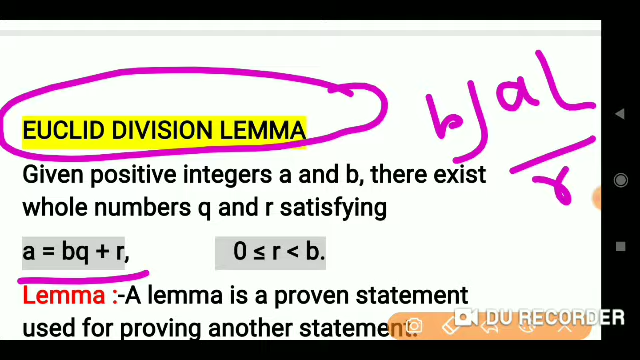 EUCLID DIVISION LEMMA
b) a (
r
Given positive integers a and b, there exist
whole numbers q and r satisfying
a = bq + r, 0 ≤ r < b.
Lemma :-A lemma is a proven statement
used for proving another statement.
DU RECORDER